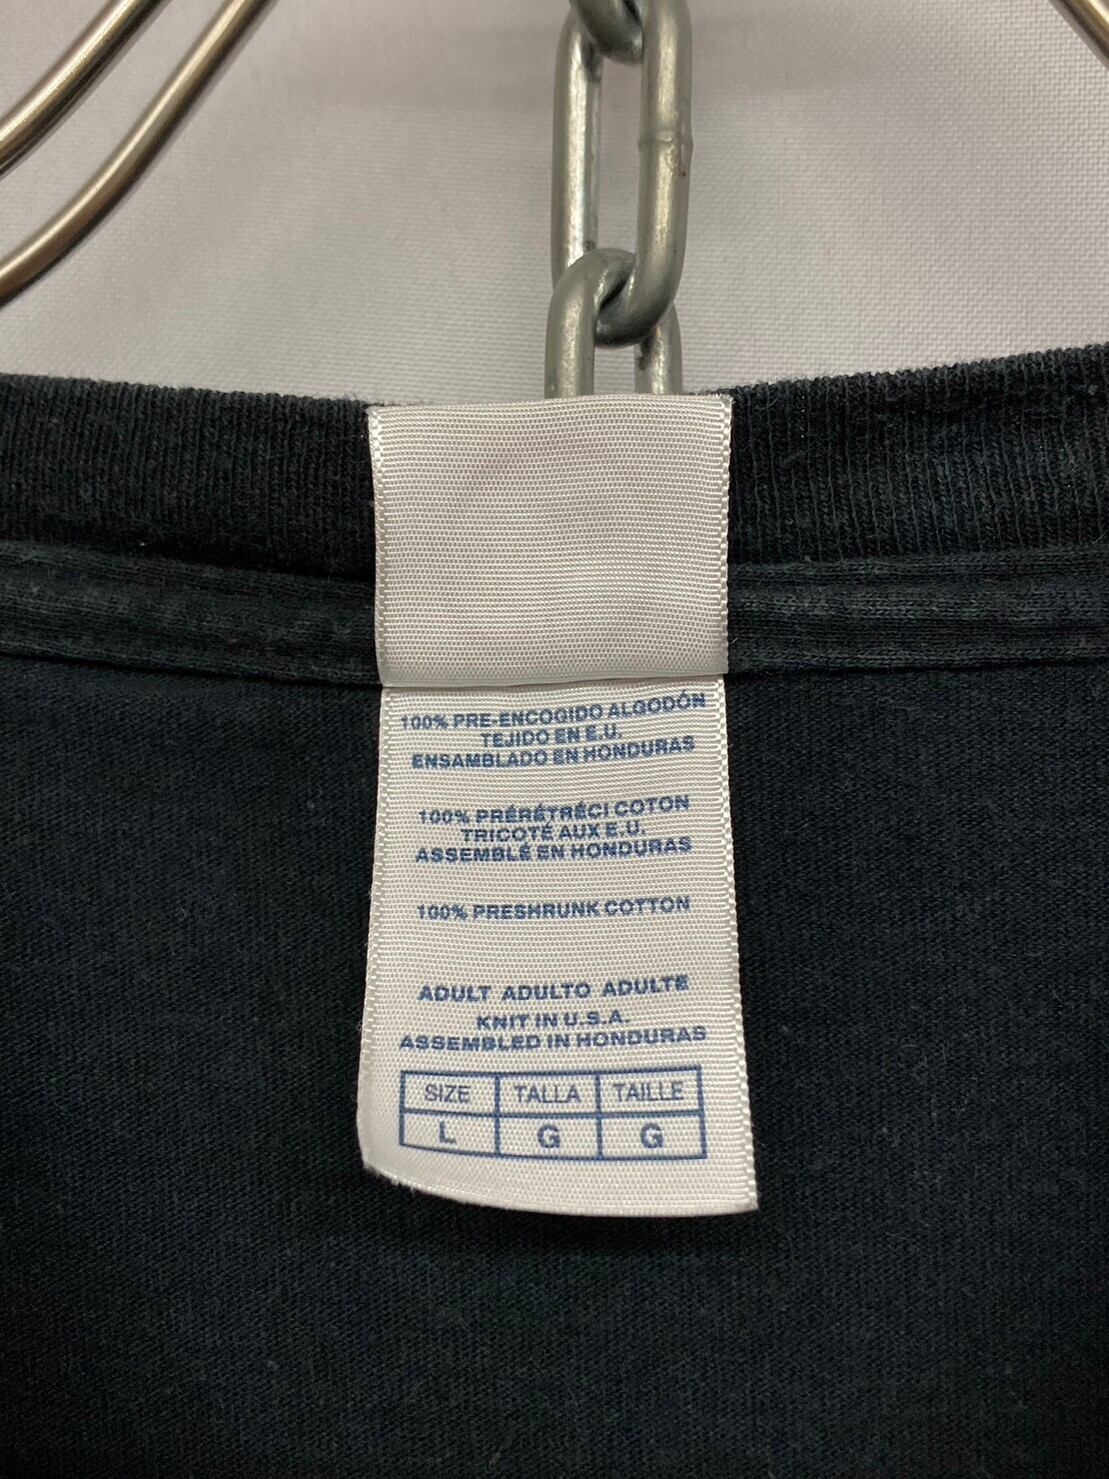 100% PRE-ENCOGIDO ALGODÓN
TEJIDO EN E.U.
ENSAMBLADO EN HONDURAS
100% PRÉRÉTRÉCI COTON
TRICOTÉ AUX E.U.
ASSEMBLÉ EN HONDURAS
100% PRESHRUNK COTTON
ADULT ADULTO ADULTE
KNIT IN U.S.A.
ASSEMBLED IN HONDURAS
SIZE TALLA TAILLE
L G G